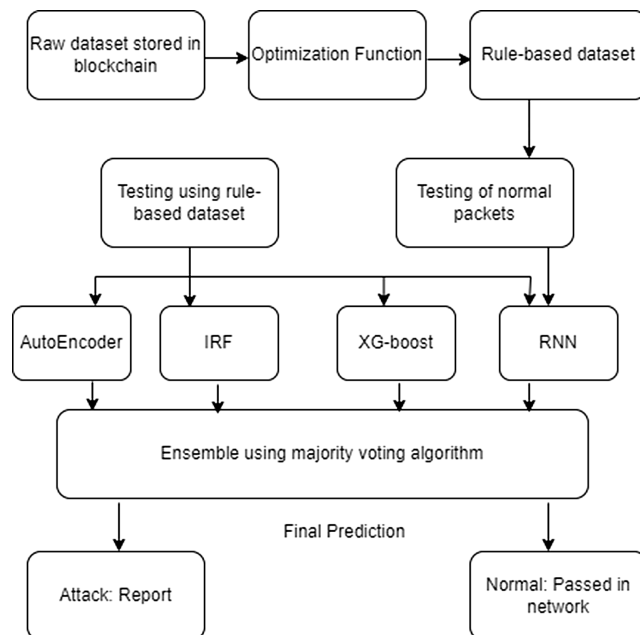 Raw dataset stored in
blockchain
Optimization Function
Rule-based dataset
Testing using rule-
based dataset
Testing of normal
packets
AutoEncoder
IRF
XG-boost
RNN
Ensemble using majority voting algorithm
Final Prediction
Attack: Report
Normal: Passed in
network